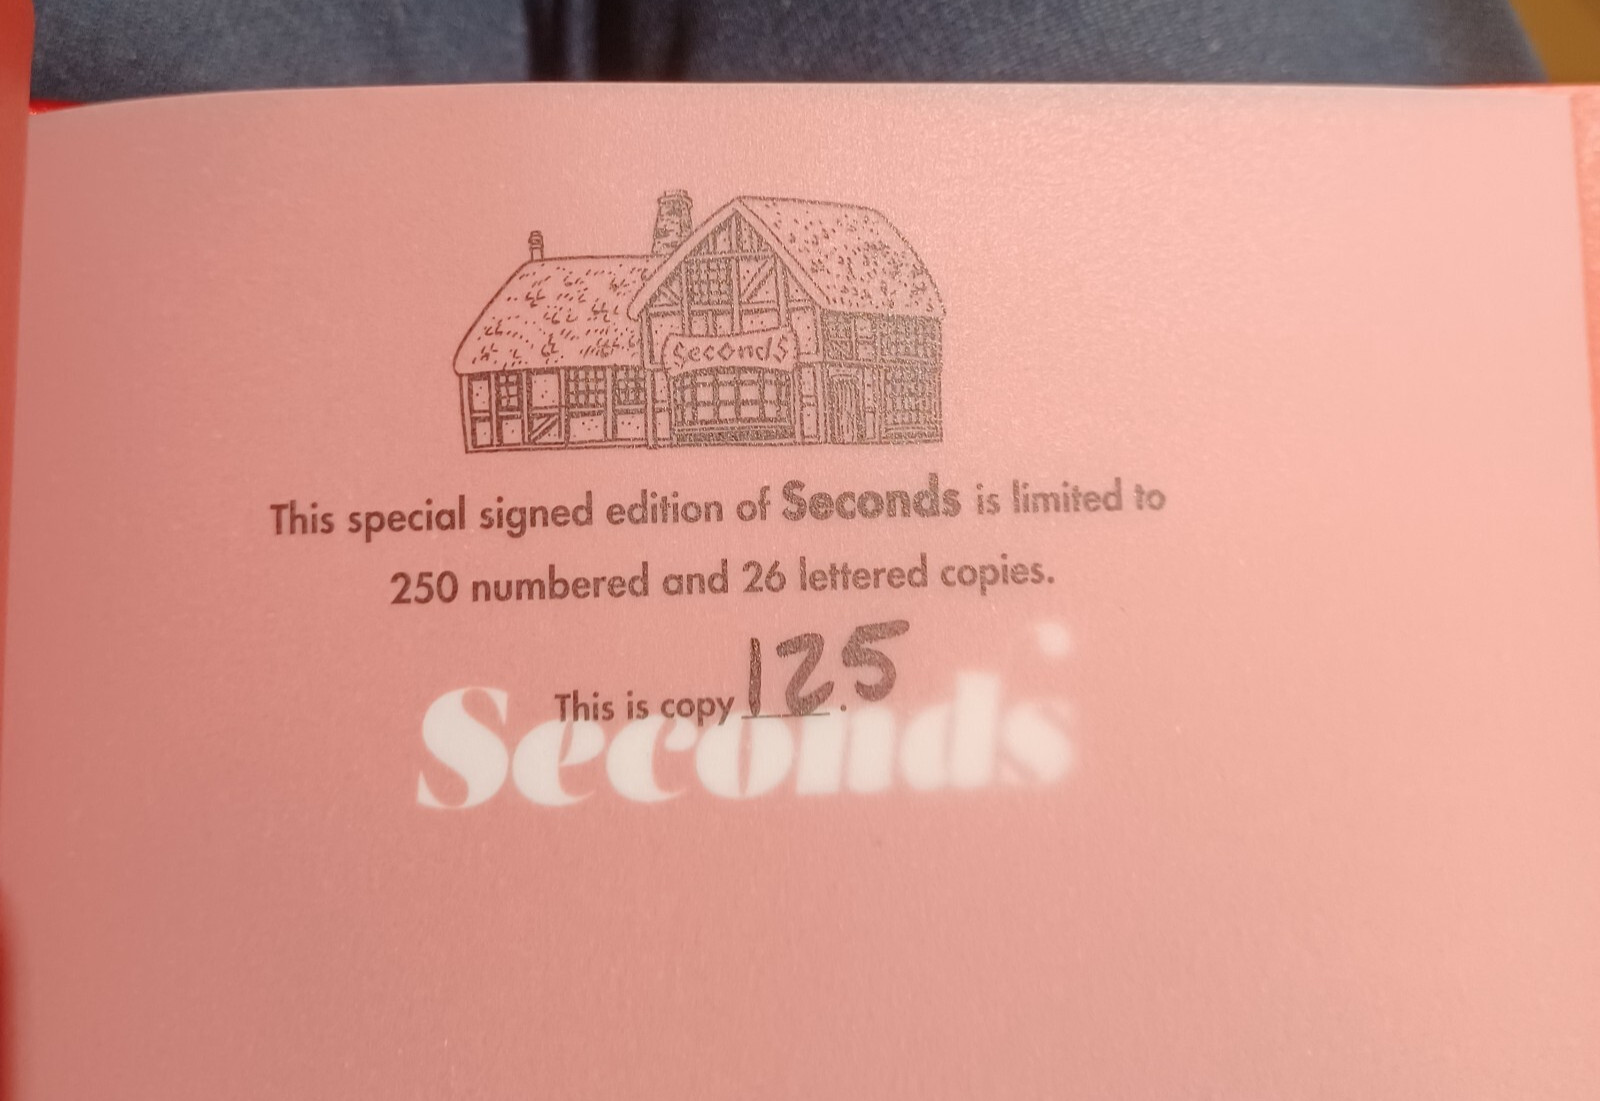 Seconds
This special signed edition of Seconds is limited to
250 numbered and 26 lettered copies.
This is copy 125.
Seconds